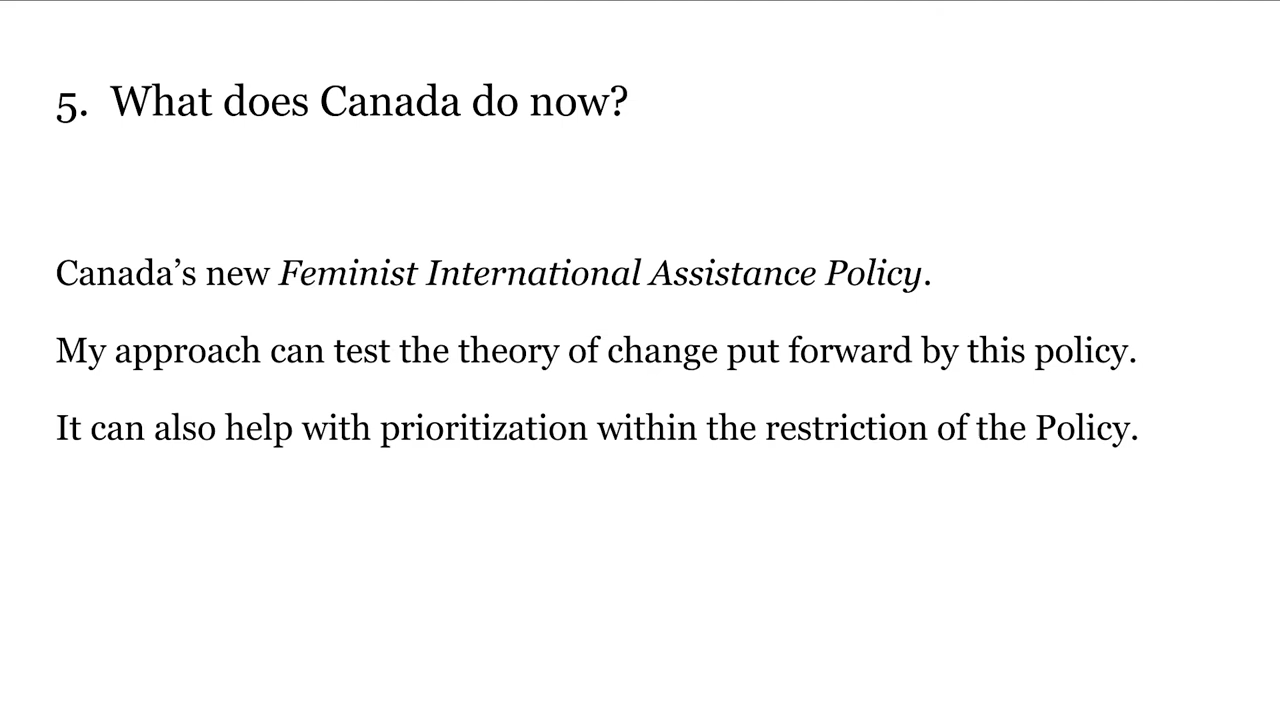 5. What does Canada do now?
Canada’s new Feminist International Assistance Policy.
My approach can test the theory of change put forward by this policy.
It can also help with prioritization within the restriction of the Policy.